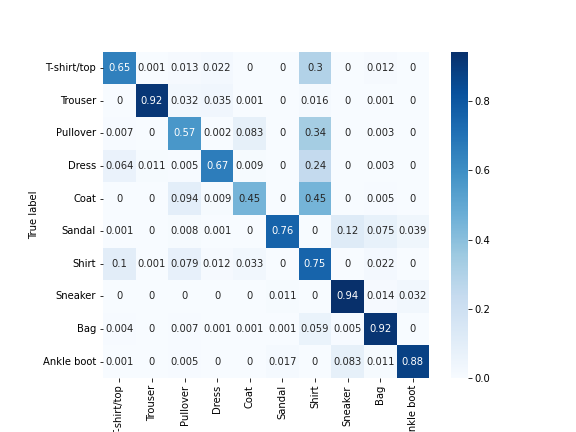 T-shirt/top 0.65 0.001 0.013 0.022 0 0 0.3 0 0.012 0
Trouser 0 0.92 0.032 0.035 0.001 0 0.016 0 0.001 0
Pullover 0.007 0 0.57 0.002 0.083 0 0.34 0 0.003 0
Dress 0.064 0.011 0.005 0.67 0.009 0 0.24 0 0.003 0
Coat 0 0 0.094 0.009 0.45 0 0.45 0 0.005 0
Sandal 0.001 0 0.008 0.001 0 0.76 0 0.12 0.075 0.039
Shirt 0.1 0.001 0.079 0.012 0.033 0 0.75 0 0.022 0
Sneaker 0 0 0 0 0 0.011 0 0.94 0.014 0.032
Bag 0.004 0 0.007 0.001 0.001 0.001 0.059 0.005 0.92 0
Ankle boot 0.001 0 0.005 0 0 0.017 0 0.083 0.011 0.88
True label
-shirt/top
Trouser
Pullover
Dress
Coat
Sandal
Shirt
Sneaker
Bag
nkle boot
0.8
0.6
0.4
0.2
0.0